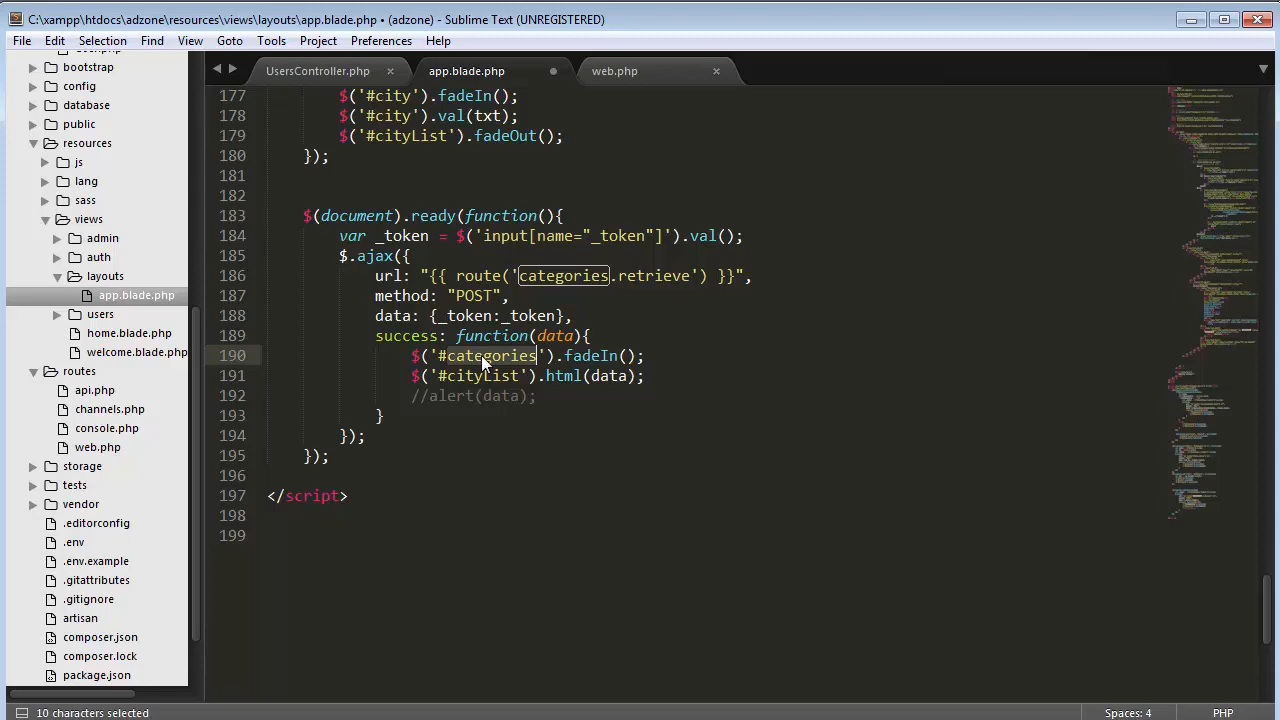 C:\xampp\htdocs\adzone\resources\views\layouts\app.blade.php • (adzone) - Sublime Text (UNREGISTERED)
File Edit Selection Find View Goto Tools Project Preferences Help
bootstrap
config
database
public
resources
js
lang
sass
views
admin
auth
layouts
app.blade.php
users
home.blade.php
welcome.blade.php
routes
api.php
channels.php
console.php
web.php
storage
tests
vendor
.editorconfig
.env
.env.example
.gitattributes
.gitignore
artisan
composer.json
composer.lock
package.json
UsersController.php app.blade.php web.php
177 $('#city').fadeIn();
178 $('#city').val(txt);
179 $('#cityList').fadeOut();
180 });
181
182
183 $(document).ready(function(){
184 var _token = $('input[name="_token"]').val();
185 $.ajax({
186 url: "{{ route('categories.retrieve') }}",
187 method: "POST",
188 data: {_token:_token},
189 success: function(data){
190 $('#categories').fadeIn();
191 $('#cityList').html(data);
192 //alert(data);
193 }
194 });
195 });
196
197 </script>
198
199
10 characters selected Spaces: 4 PHP